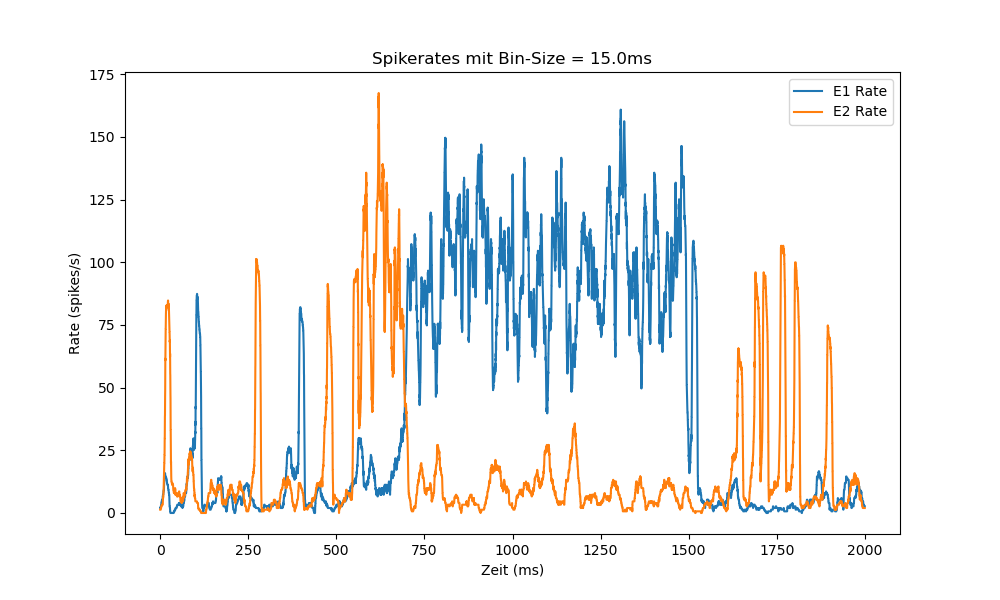 Spikerates mit Bin-Size = 15.0ms
E1 Rate
E2 Rate
Rate (spikes/s)
175
150
125
100
75
50
25
0
0 250 500 750 1000 1250 1500 1750 2000
Zeit (ms)